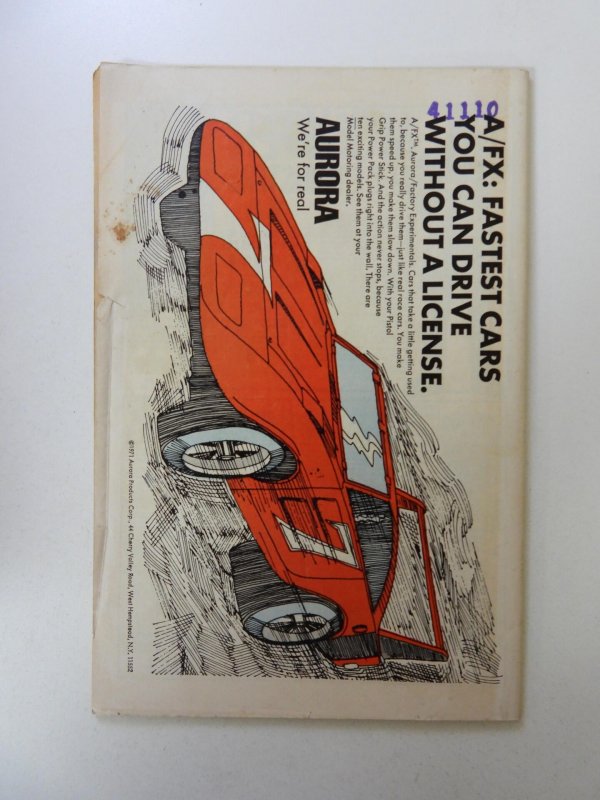 41110
A/FX: FASTEST CARS
YOU CAN DRIVE
WITHOUT A LICENSE.
A/FX™. Aurora/Factory Experimentals. Cars that take a little getting used
to, because you really drive them—just like real race cars. You make
them speed up, you make them slow down. With your Pistol
Grip Power Stick. And the action never stops, because
your Power Pack plugs right into the wall. There are
ten exciting models. See them at your
Model Motoring dealer.
AURORA
We're for real
7
©1971 Aurora Products Corp., 44 Cherry Valley Road, West Hempstead, N.Y. 11552